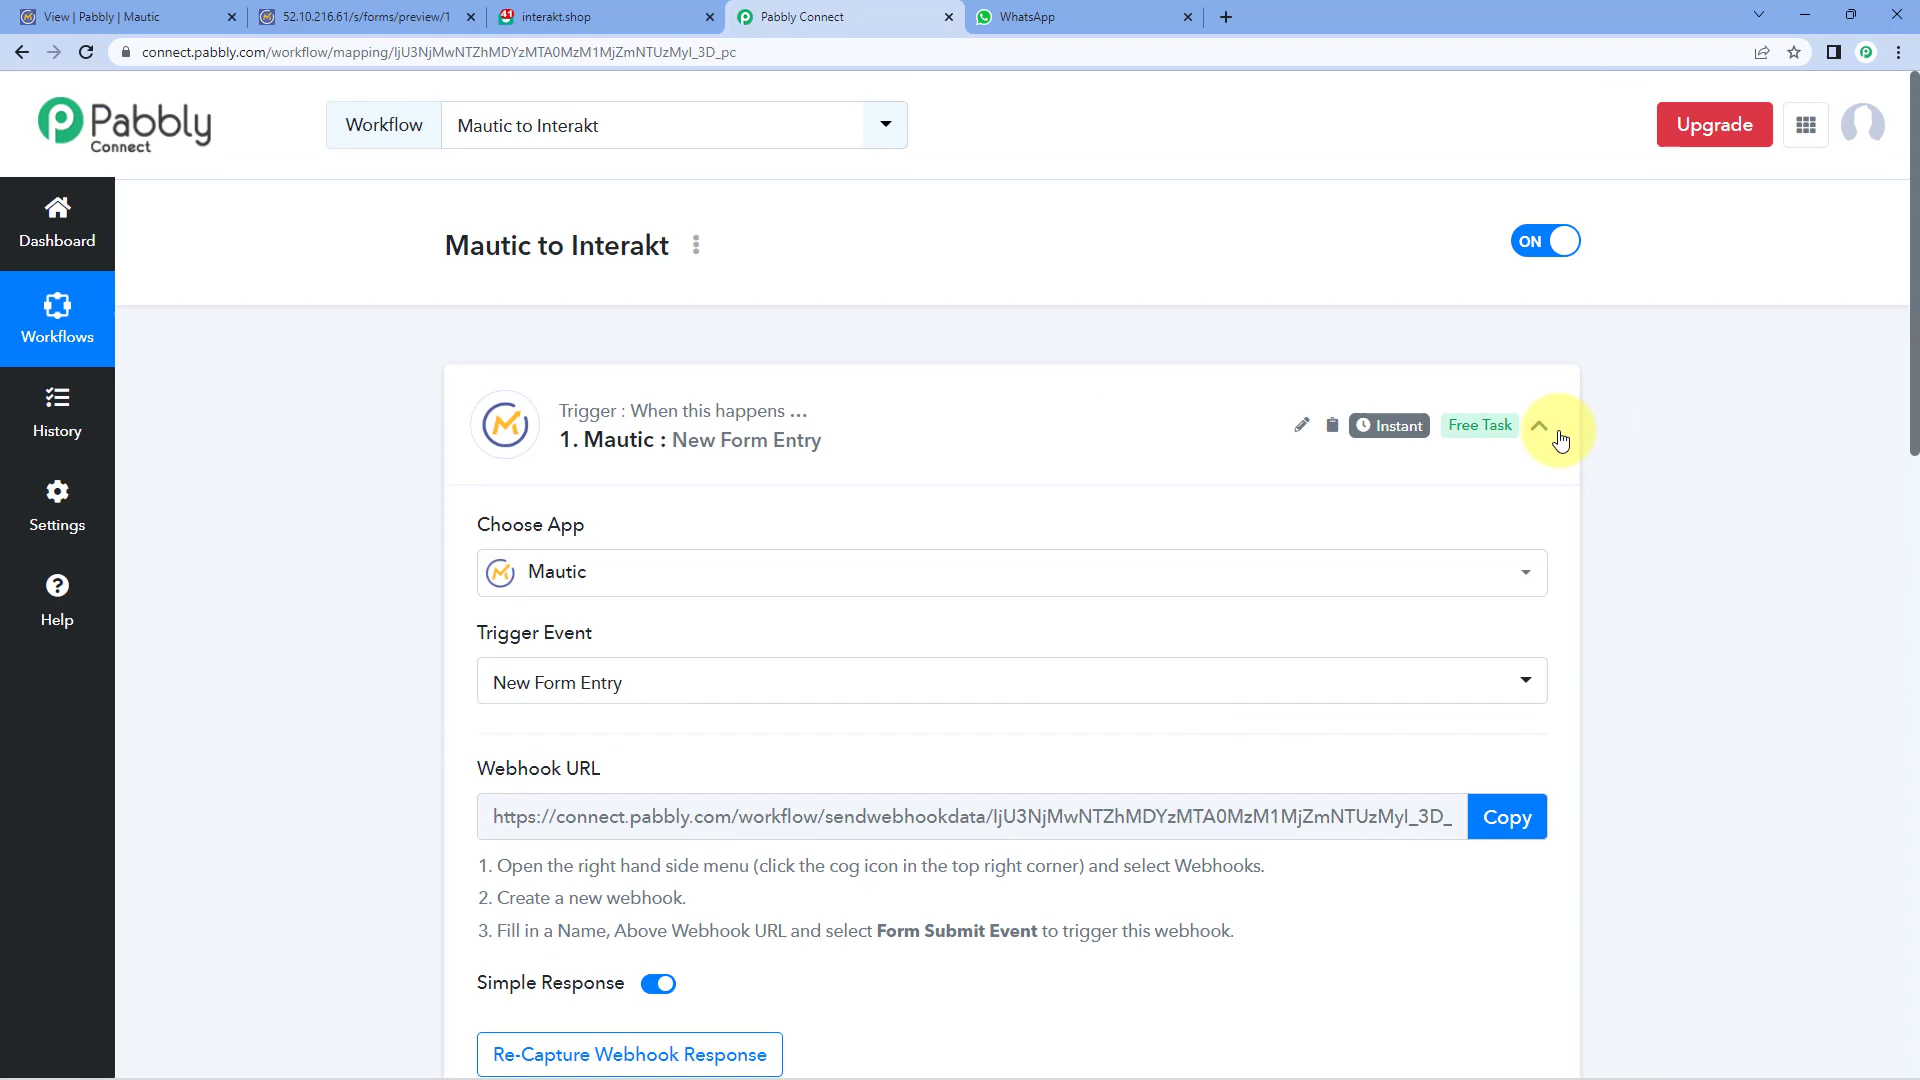 View | Pabbly | Mautic
52.10.216.61/s/forms/preview/1
41
interakt.shop
Pabbly Connect
WhatsApp
connect.pabbly.com/workflow/mapping/IjU3NjMwNTZhMDYzMTA0MzM1MjZmNTUzMyI_3D_pc
Pabbly
Connect
Workflow
Mautic to Interakt
Upgrade
Dashboard
Workflows
History
Settings
Help
Mautic to Interakt
ON
Trigger : When this happens ...
1. Mautic : New Form Entry
Instant
Free Task
Choose App
Mautic
Trigger Event
New Form Entry
Webhook URL
https://connect.pabbly.com/workflow/sendwebhookdata/IjU3NjMwNTZhMDYzMTA0MzM1MjZmNTUzMyI_3D_
Copy
1. Open the right hand side menu (click the cog icon in the top right corner) and select Webhooks.
2. Create a new webhook.
3. Fill in a Name, Above Webhook URL and select Form Submit Event to trigger this webhook.
Simple Response
Re-Capture Webhook Response